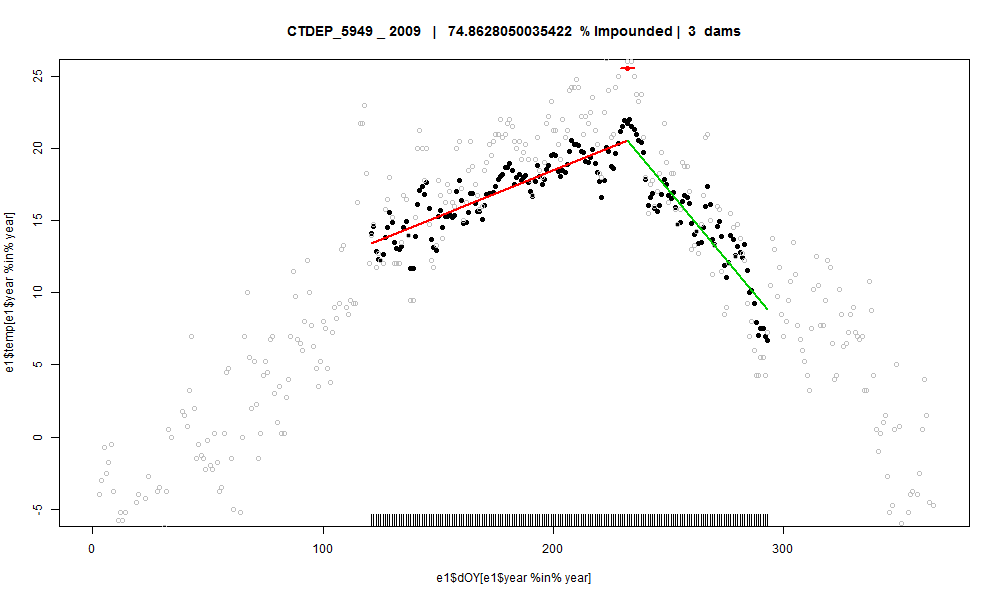 CTDEP_5949 _ 2009 | 74.8628050035422 % Impounded | 3 dams
e1$temp[e1$year %in% year]
25
20
15
10
5
0
-5
0 100 200 300
e1$dOY[e1$year %in% year]